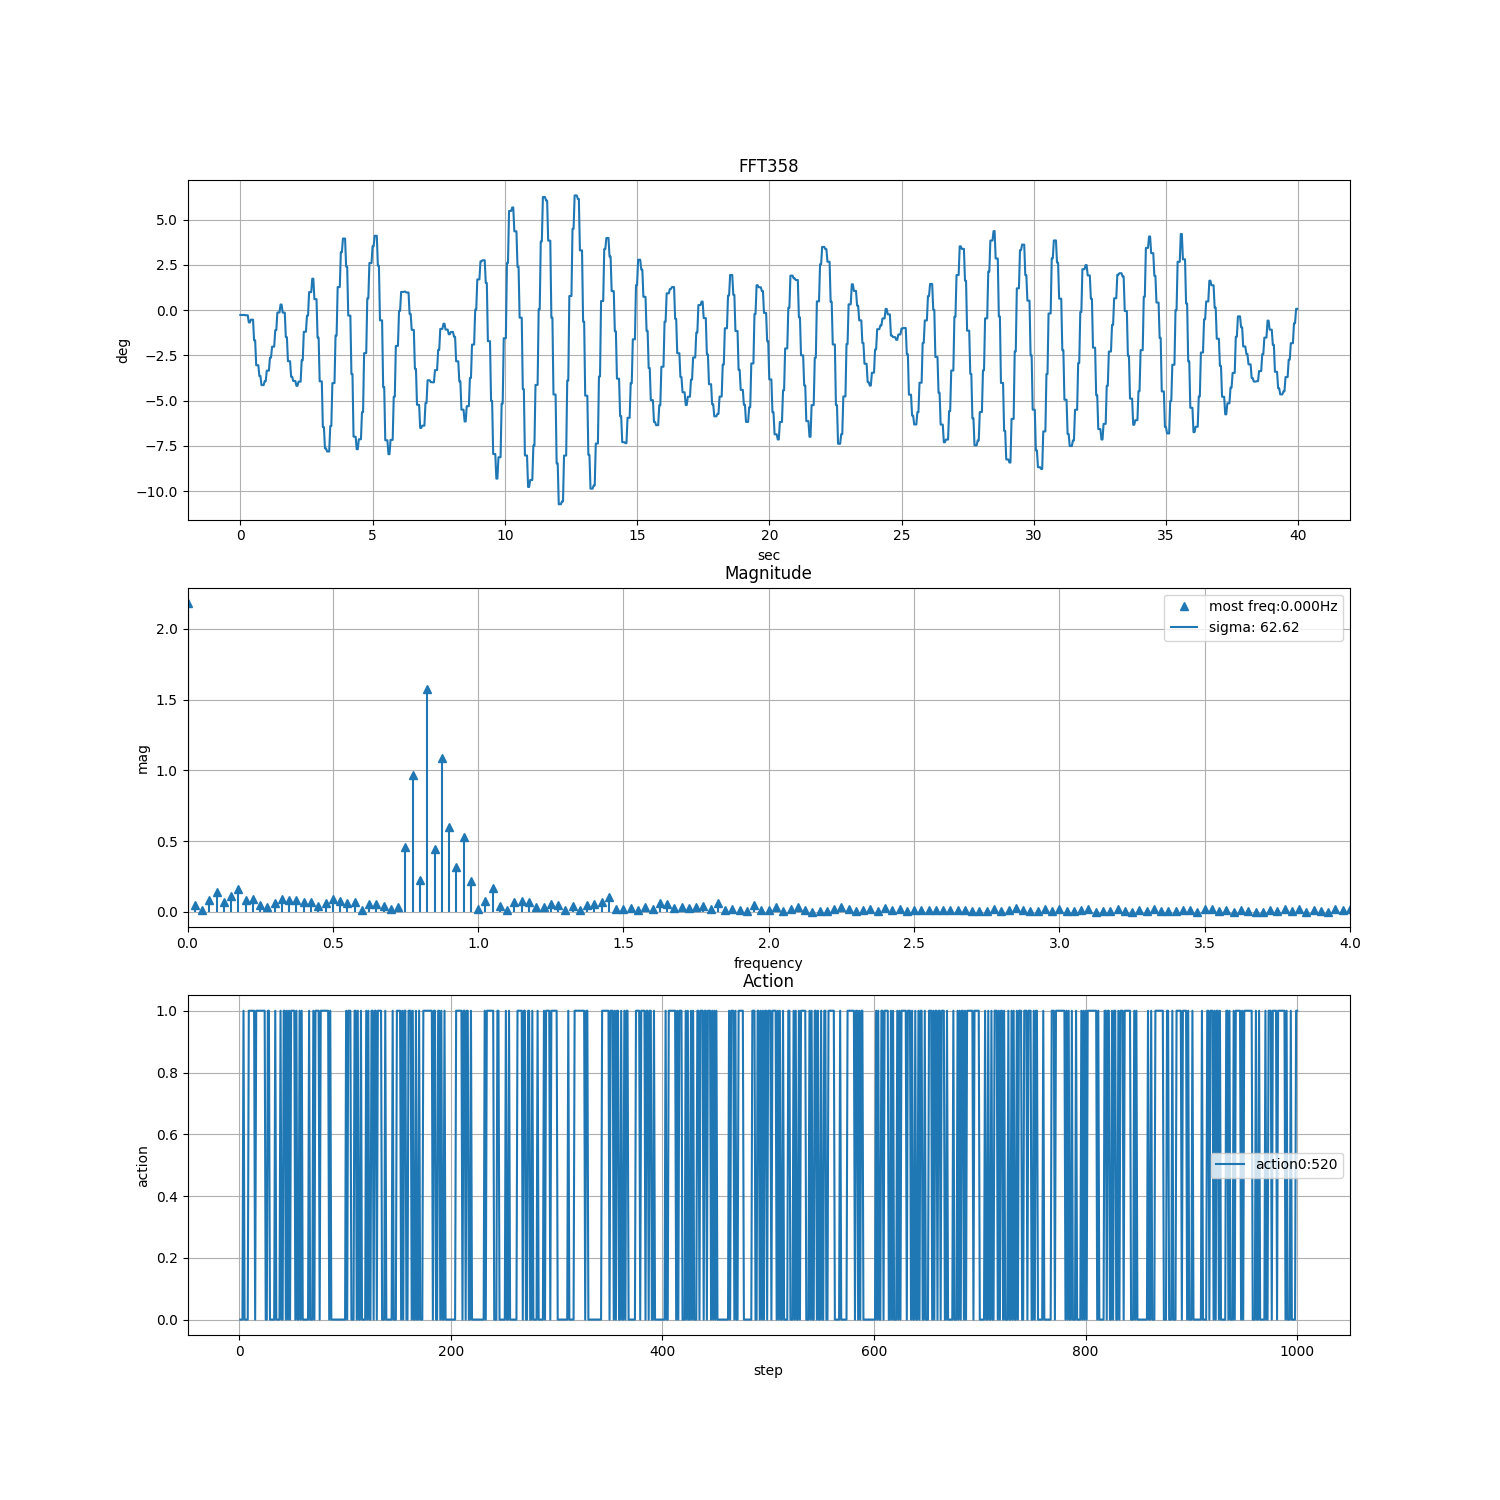 FFT358
5.0
2.5
0.0
−2.5
−5.0
−7.5
−10.0
deg
0 5 10 15 20 25 30 35 40
sec
Magnitude
most freq:0.000Hz
sigma: 62.62
2.0
1.5
1.0
0.5
0.0
mag
0.0 0.5 1.0 1.5 2.0 2.5 3.0 3.5 4.0
frequency
Action
1.0
0.8
0.6
0.4
0.2
0.0
action
action0:520
0 200 400 600 800 1000
step